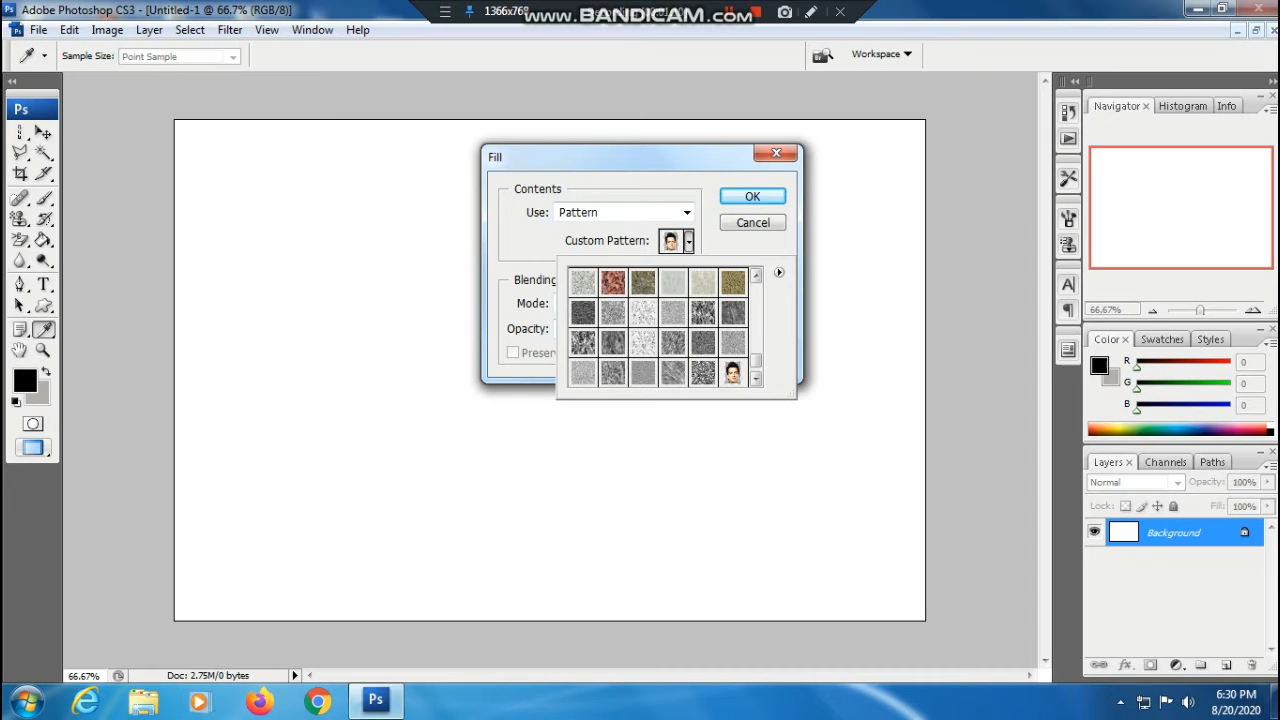 Adobe Photoshop CS3 - [Untitled-1 @ 66.7% (RGB/8)]
1366x768
www.BANDICAM.com
File Edit Image Layer Select Filter View Window Help
Sample Size: Point Sample
Workspace
Ps
Navigator Histogram Info
Fill
Contents
Use: Pattern
OK
Custom Pattern:
Cancel
Blending
Mode:
Opacity:
Preserv
66.67%
Color Swatches Styles
R 0
G 0
B 0
Layers Channels Paths
Normal Opacity: 100%
Lock: Fill: 100%
Background
66.67% Doc: 2.75M/0 bytes
Ps
6:30 PM
8/20/2020